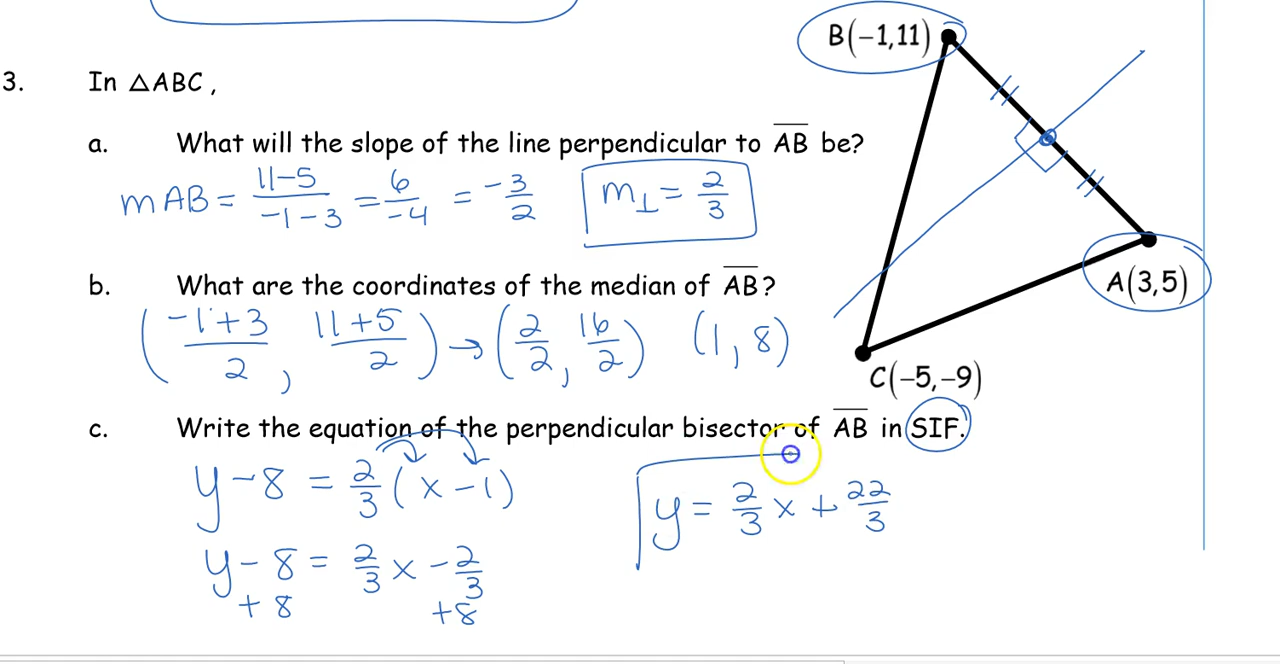 B(−1,11)
3. In △ABC,
a. What will the slope of the line perpendicular to AB be?
mAB = 11−5/−1−3 = 6/−4 = −3/2 m⊥ = 2/3
A(3,5)
b. What are the coordinates of the median of AB?
(−1+3/2, 11+5/2) → (2/2, 16/2) (1, 8)
C(−5,−9)
c. Write the equation of the perpendicular bisector of AB in SIF.
y−8 = 2/3(x−1) y = 2/3x + 22/3
y−8 = 2/3x − 2/3
+8 +8